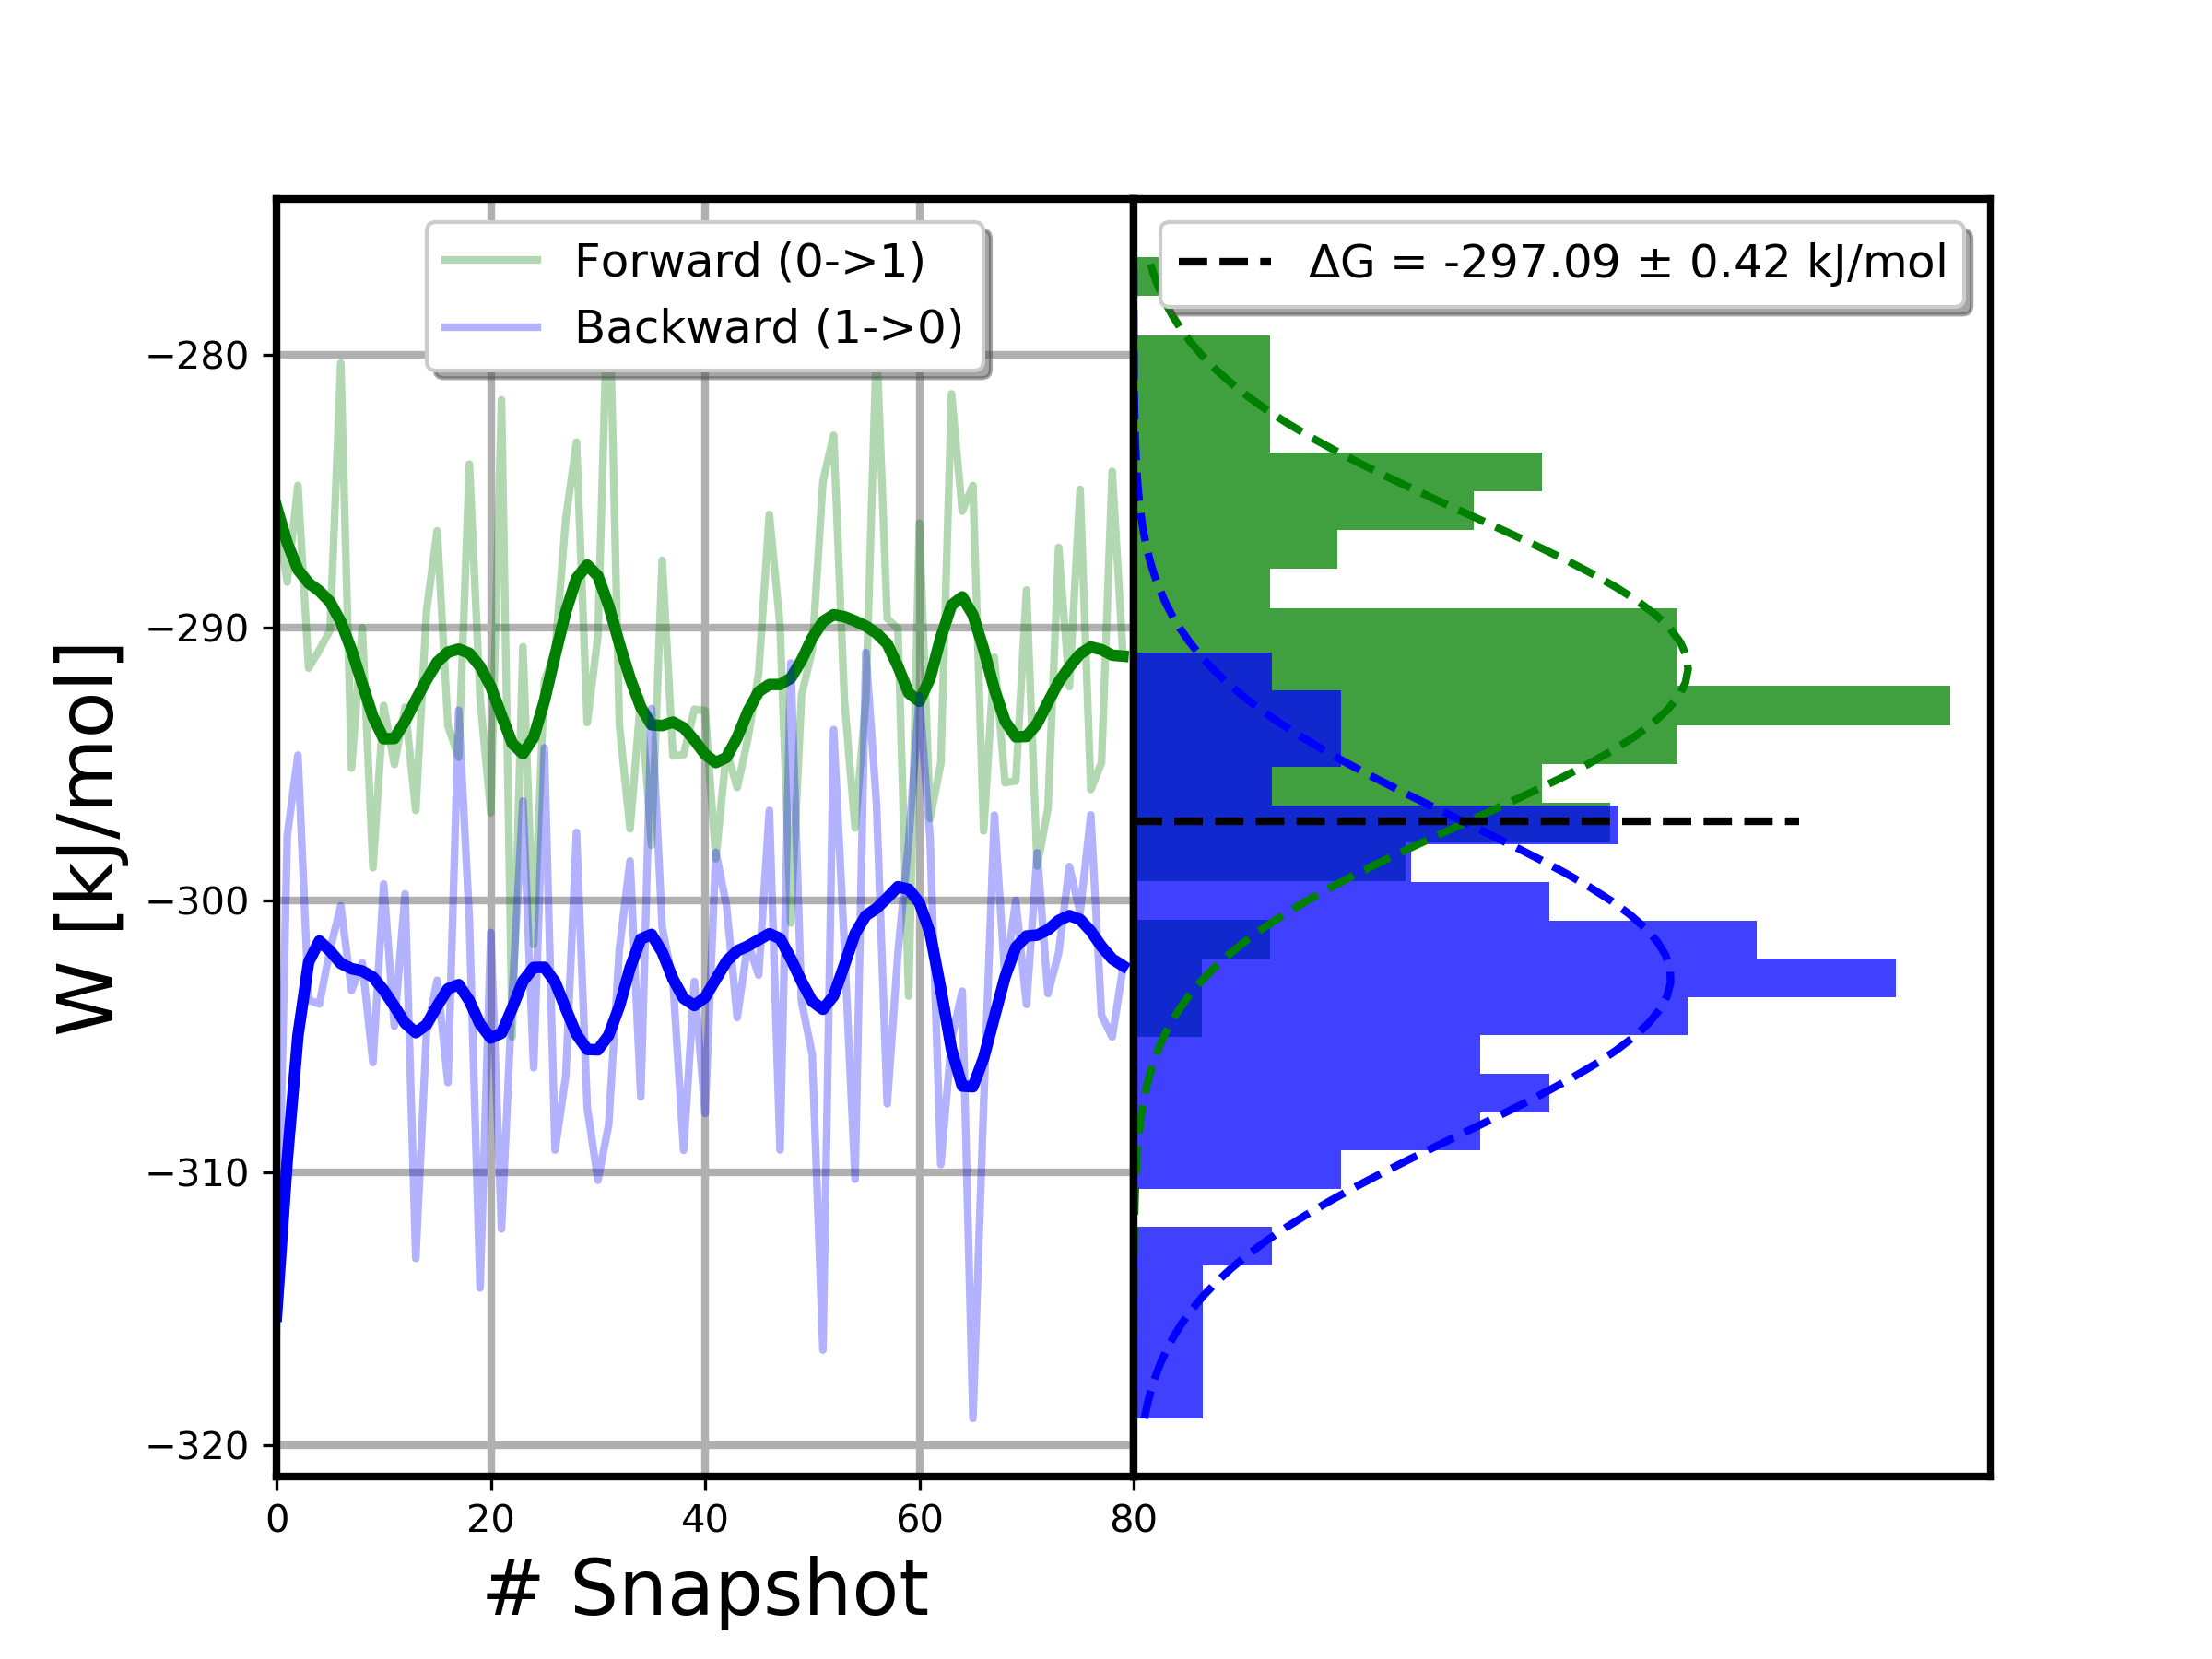 Forward (0->1)
Backward (1->0)
ΔG = -297.09 ± 0.42 kJ/mol
W [kJ/mol]
−280
−290
−300
−310
−320
0 20 40 60 80
# Snapshot